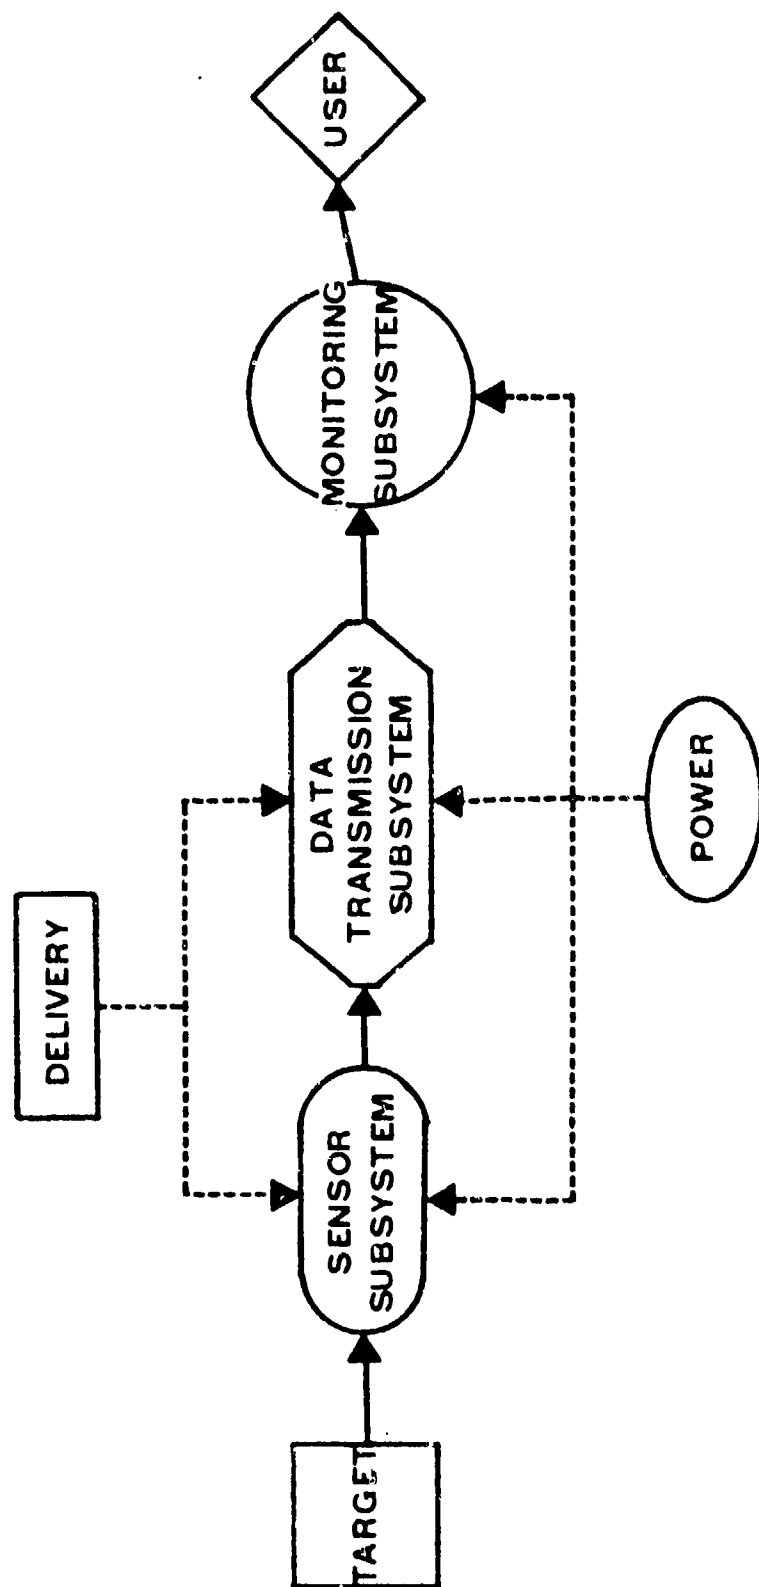 DELIVERY
TARGET
SENSOR
SUBSYSTEM
DATA
TRANSMISSION
SUBSYSTEM
MONITORING
SUBSYSTEM
USER
POWER